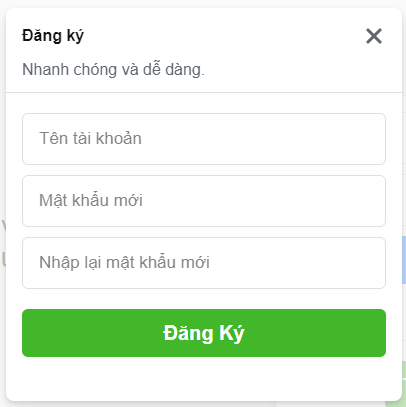 Đăng ký
Nhanh chóng và dễ dàng.
Tên tài khoản
Mật khẩu mới
Nhập lại mật khẩu mới
Đăng Ký